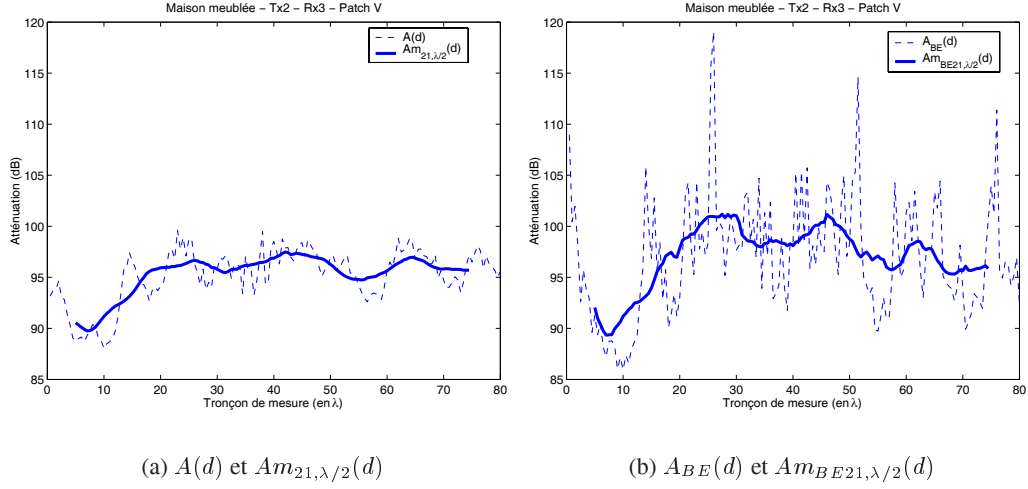 Maison meublée − Tx2 − Rx3 − Patch V
120
115
110
105
100
95
90
85
Atténuation (dB)
A(d)
Am21,λ/2(d)
0 10 20 30 40 50 60 70 80
Tronçon de mesure (en λ)
(a) A(d) et Am21,λ/2(d)
Maison meublée − Tx2 − Rx3 − Patch V
120
115
110
105
100
95
90
85
Atténuation (dB)
ABE(d)
AmBE21,λ/2(d)
0 10 20 30 40 50 60 70 80
Tronçon de mesure (en λ)
(b) ABE(d) et AmBE21,λ/2(d)